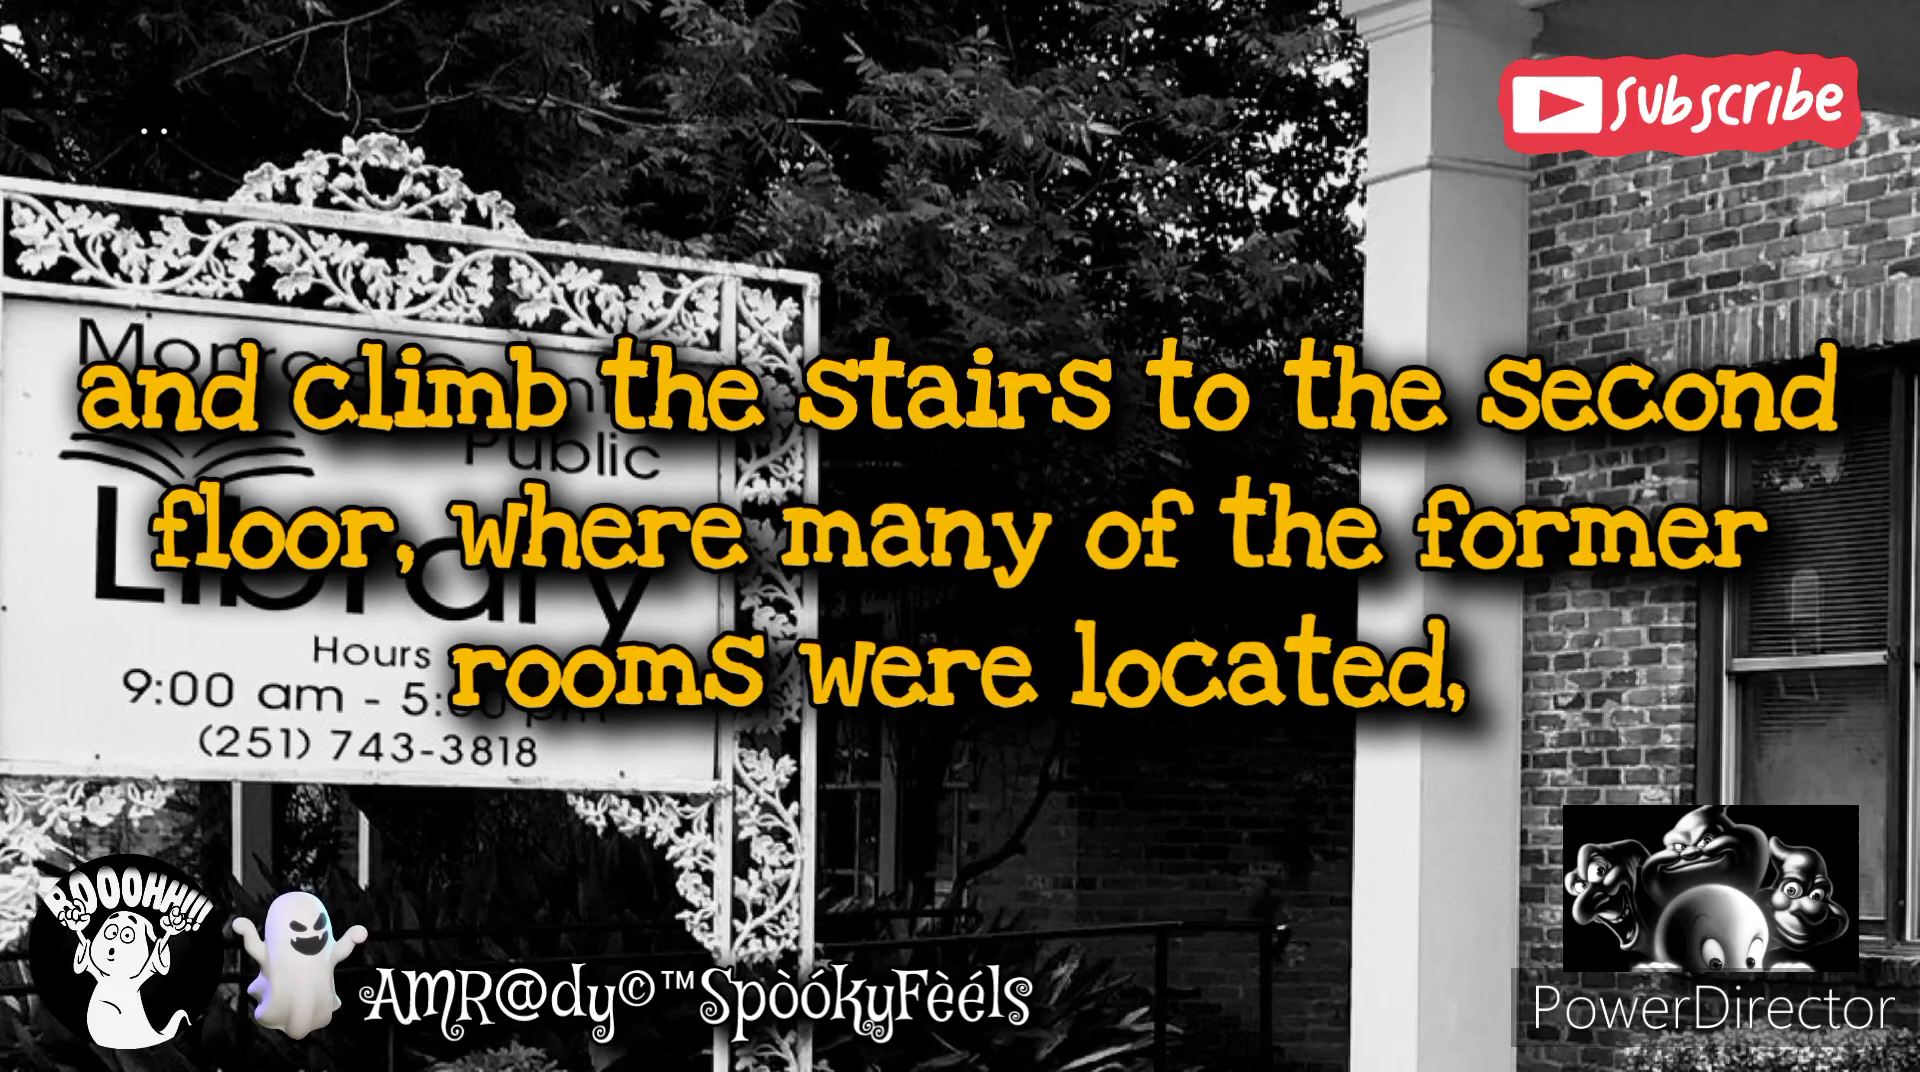 subscribe
and climb the stairs to the second
floor, where many of the former
rooms were located,
Public
Library
Hours
9:00 am - 5:
(251) 743-3818
BOOOHH!!!
AMR@dy©™SpòókyFèéls
PowerDirector